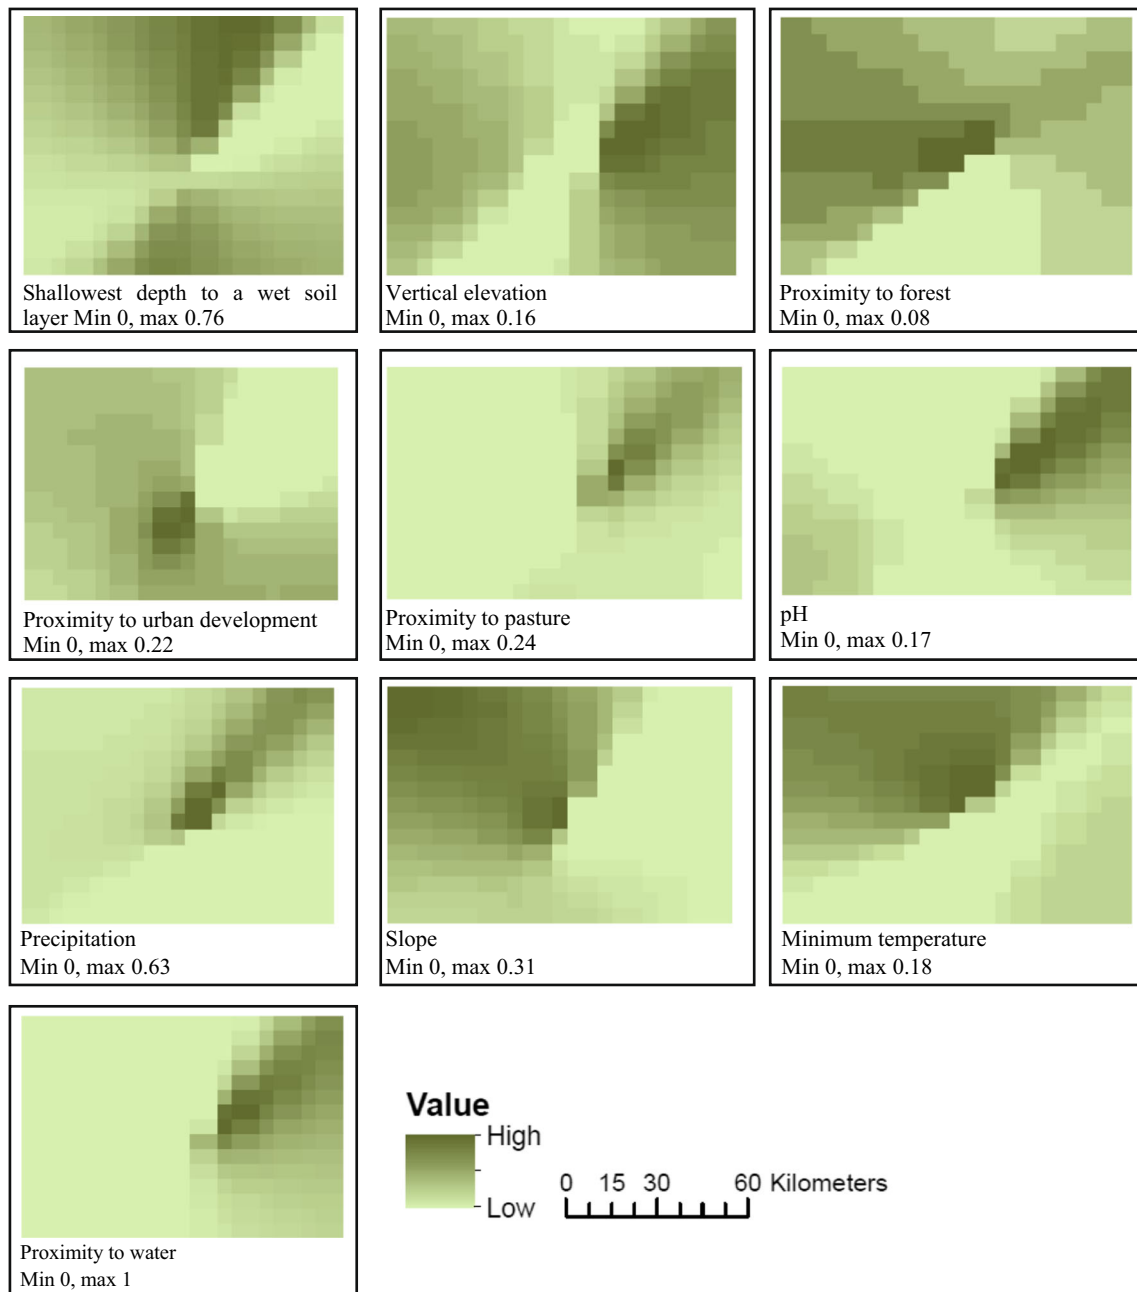 Shallowest depth to a wet soil
layer Min 0, max 0.76
Vertical elevation
Min 0, max 0.16
Proximity to forest
Min 0, max 0.08
Proximity to urban development
Min 0, max 0.22
Proximity to pasture
Min 0, max 0.24
pH
Min 0, max 0.17
Precipitation
Min 0, max 0.63
Slope
Min 0, max 0.31
Minimum temperature
Min 0, max 0.18
Proximity to water
Min 0, max 1
Value
High
Low
0 15 30 60 Kilometers